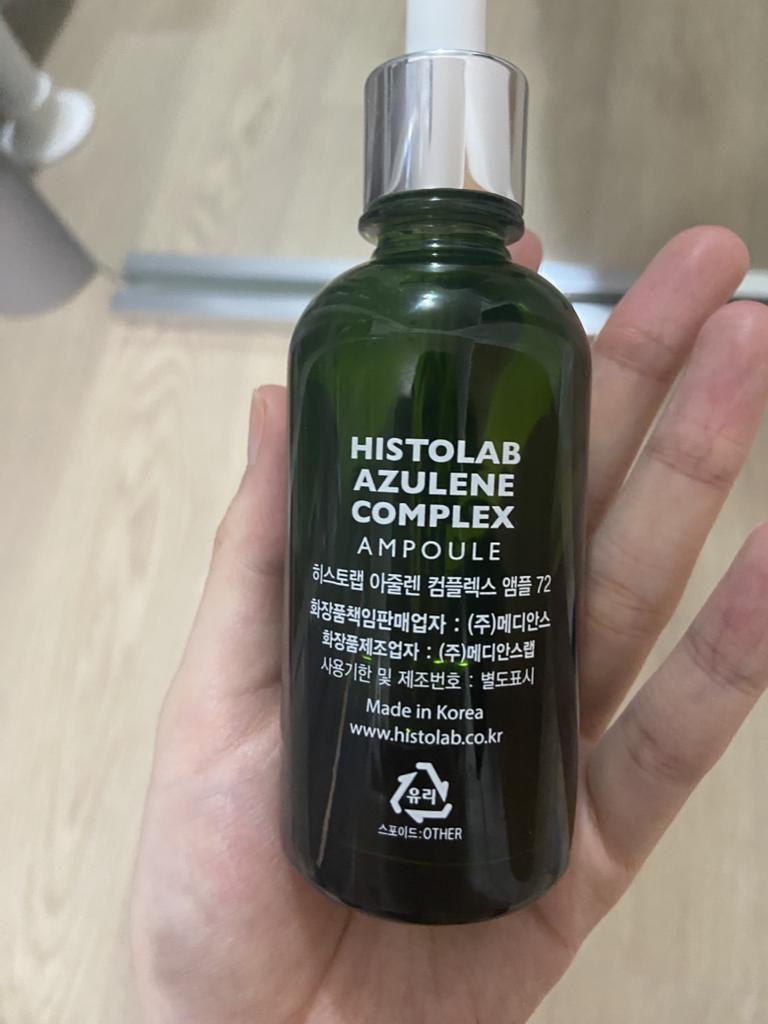 HISTOLAB
AZULENE
COMPLEX
AMPOULE
히스토랩 아줄렌 컴플렉스 앰플 72
화장품책임판매업자 : (주)메디안스
화장품제조업자 : (주)메디안스랩
사용기한 및 제조번호 : 별도표시
Made in Korea
www.histolab.co.kr
유리
스포이드:OTHER